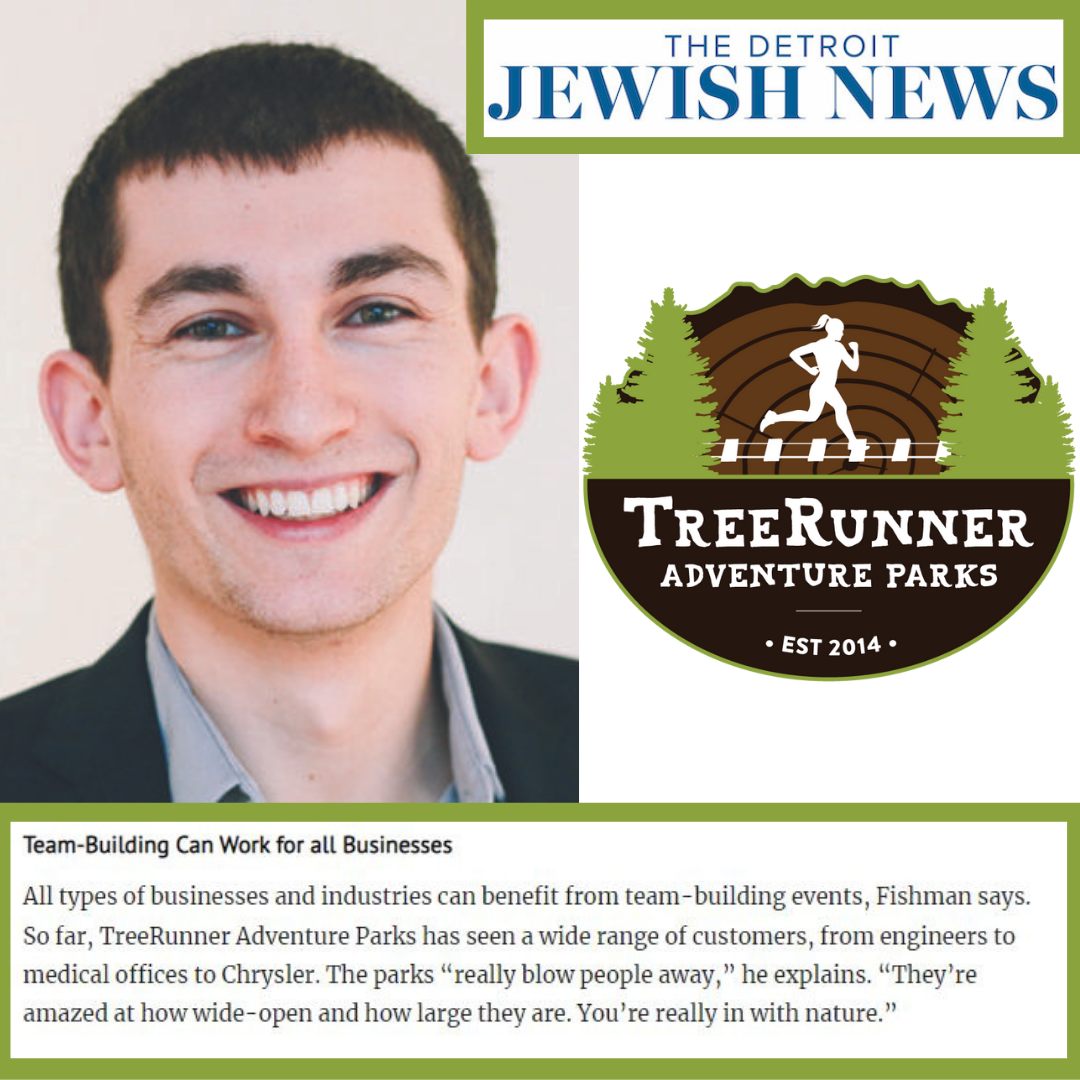 THE DETROIT
JEWISH NEWS
TREERUNNER
ADVENTURE PARKS
• EST 2014 •
Team-Building Can Work for all Businesses
All types of businesses and industries can benefit from team-building events, Fishman says.
So far, TreeRunner Adventure Parks has seen a wide range of customers, from engineers to
medical offices to Chrysler. The parks “really blow people away,” he explains. “They’re
amazed at how wide-open and how large they are. You’re really in with nature.”